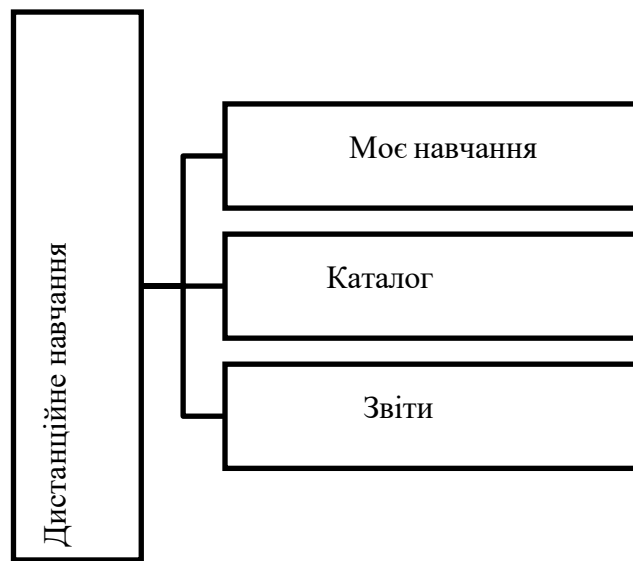 Дистанційне навчання
Моє навчання
Каталог
Звіти